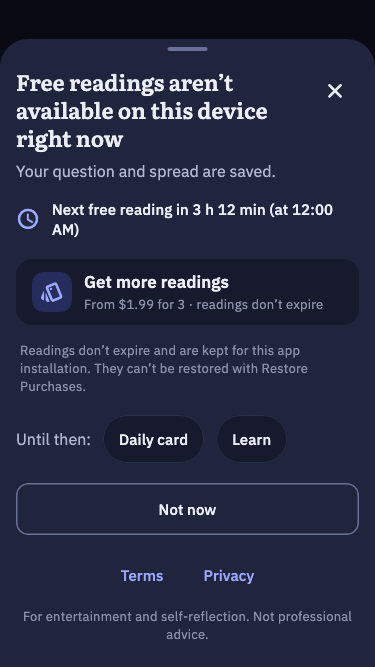 Free readings aren’t
available on this device
right now
Your question and spread are saved.
Next free reading in 3 h 12 min (at 12:00
AM)
Get more readings
From $1.99 for 3 · readings don’t expire
Readings don’t expire and are kept for this app
installation. They can’t be restored with Restore
Purchases.
Until then: Daily card Learn
Not now
Terms Privacy
For entertainment and self-reflection. Not professional
advice.